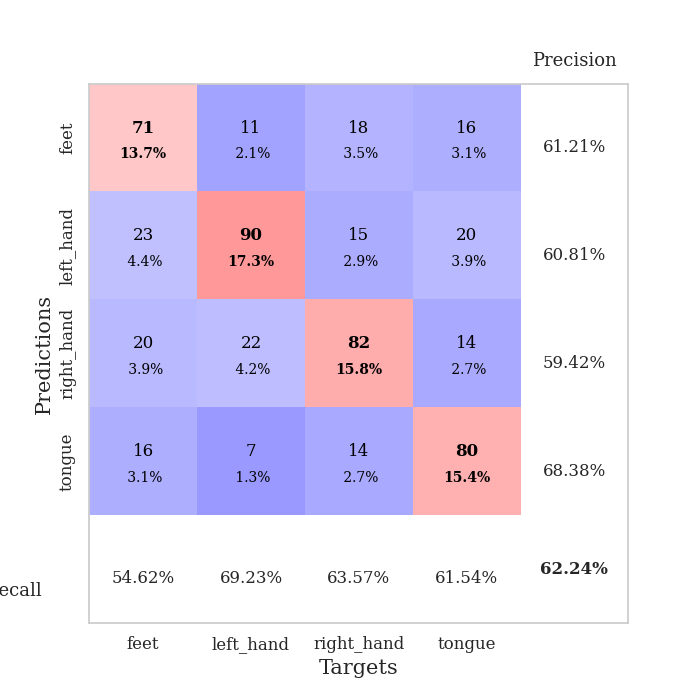 Precision
feet 71 11 18 16 61.21%
13.7% 2.1% 3.5% 3.1%
left_hand 23 90 15 20 60.81%
4.4% 17.3% 2.9% 3.9%
Predictions
right_hand 20 22 82 14 59.42%
3.9% 4.2% 15.8% 2.7%
tongue 16 7 14 80 68.38%
3.1% 1.3% 2.7% 15.4%
ecall 54.62% 69.23% 63.57% 61.54% 62.24%
feet left_hand right_hand tongue
Targets